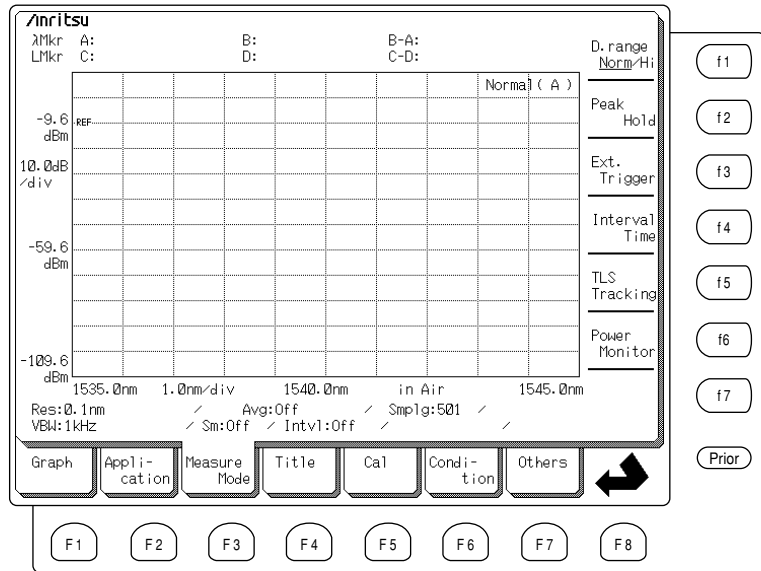 /Inritsu
λMkr A: B: B-A:
LMkr C: D: C-D:
Normal( A )
-9.6
dBm
REF
10.0dB
/div
-59.6
dBm
-109.6
dBm
1535.0nm 1.0nm/div 1540.0nm in Air 1545.0nm
Res:0.1nm / Avg:Off / Smplg:501 /
VBW:1kHz / Sm:Off / Intvl:Off / /
D.range
Norm/Hi
Peak
Hold
Ext.
Trigger
Interval
Time
TLS
Tracking
Power
Monitor
f1
f2
f3
f4
f5
f6
f7
Prior
Graph
Appli-
cation
Measure
Mode
Title
Cal
Condi-
tion
Others
F1 F2 F3 F4 F5 F6 F7 F8